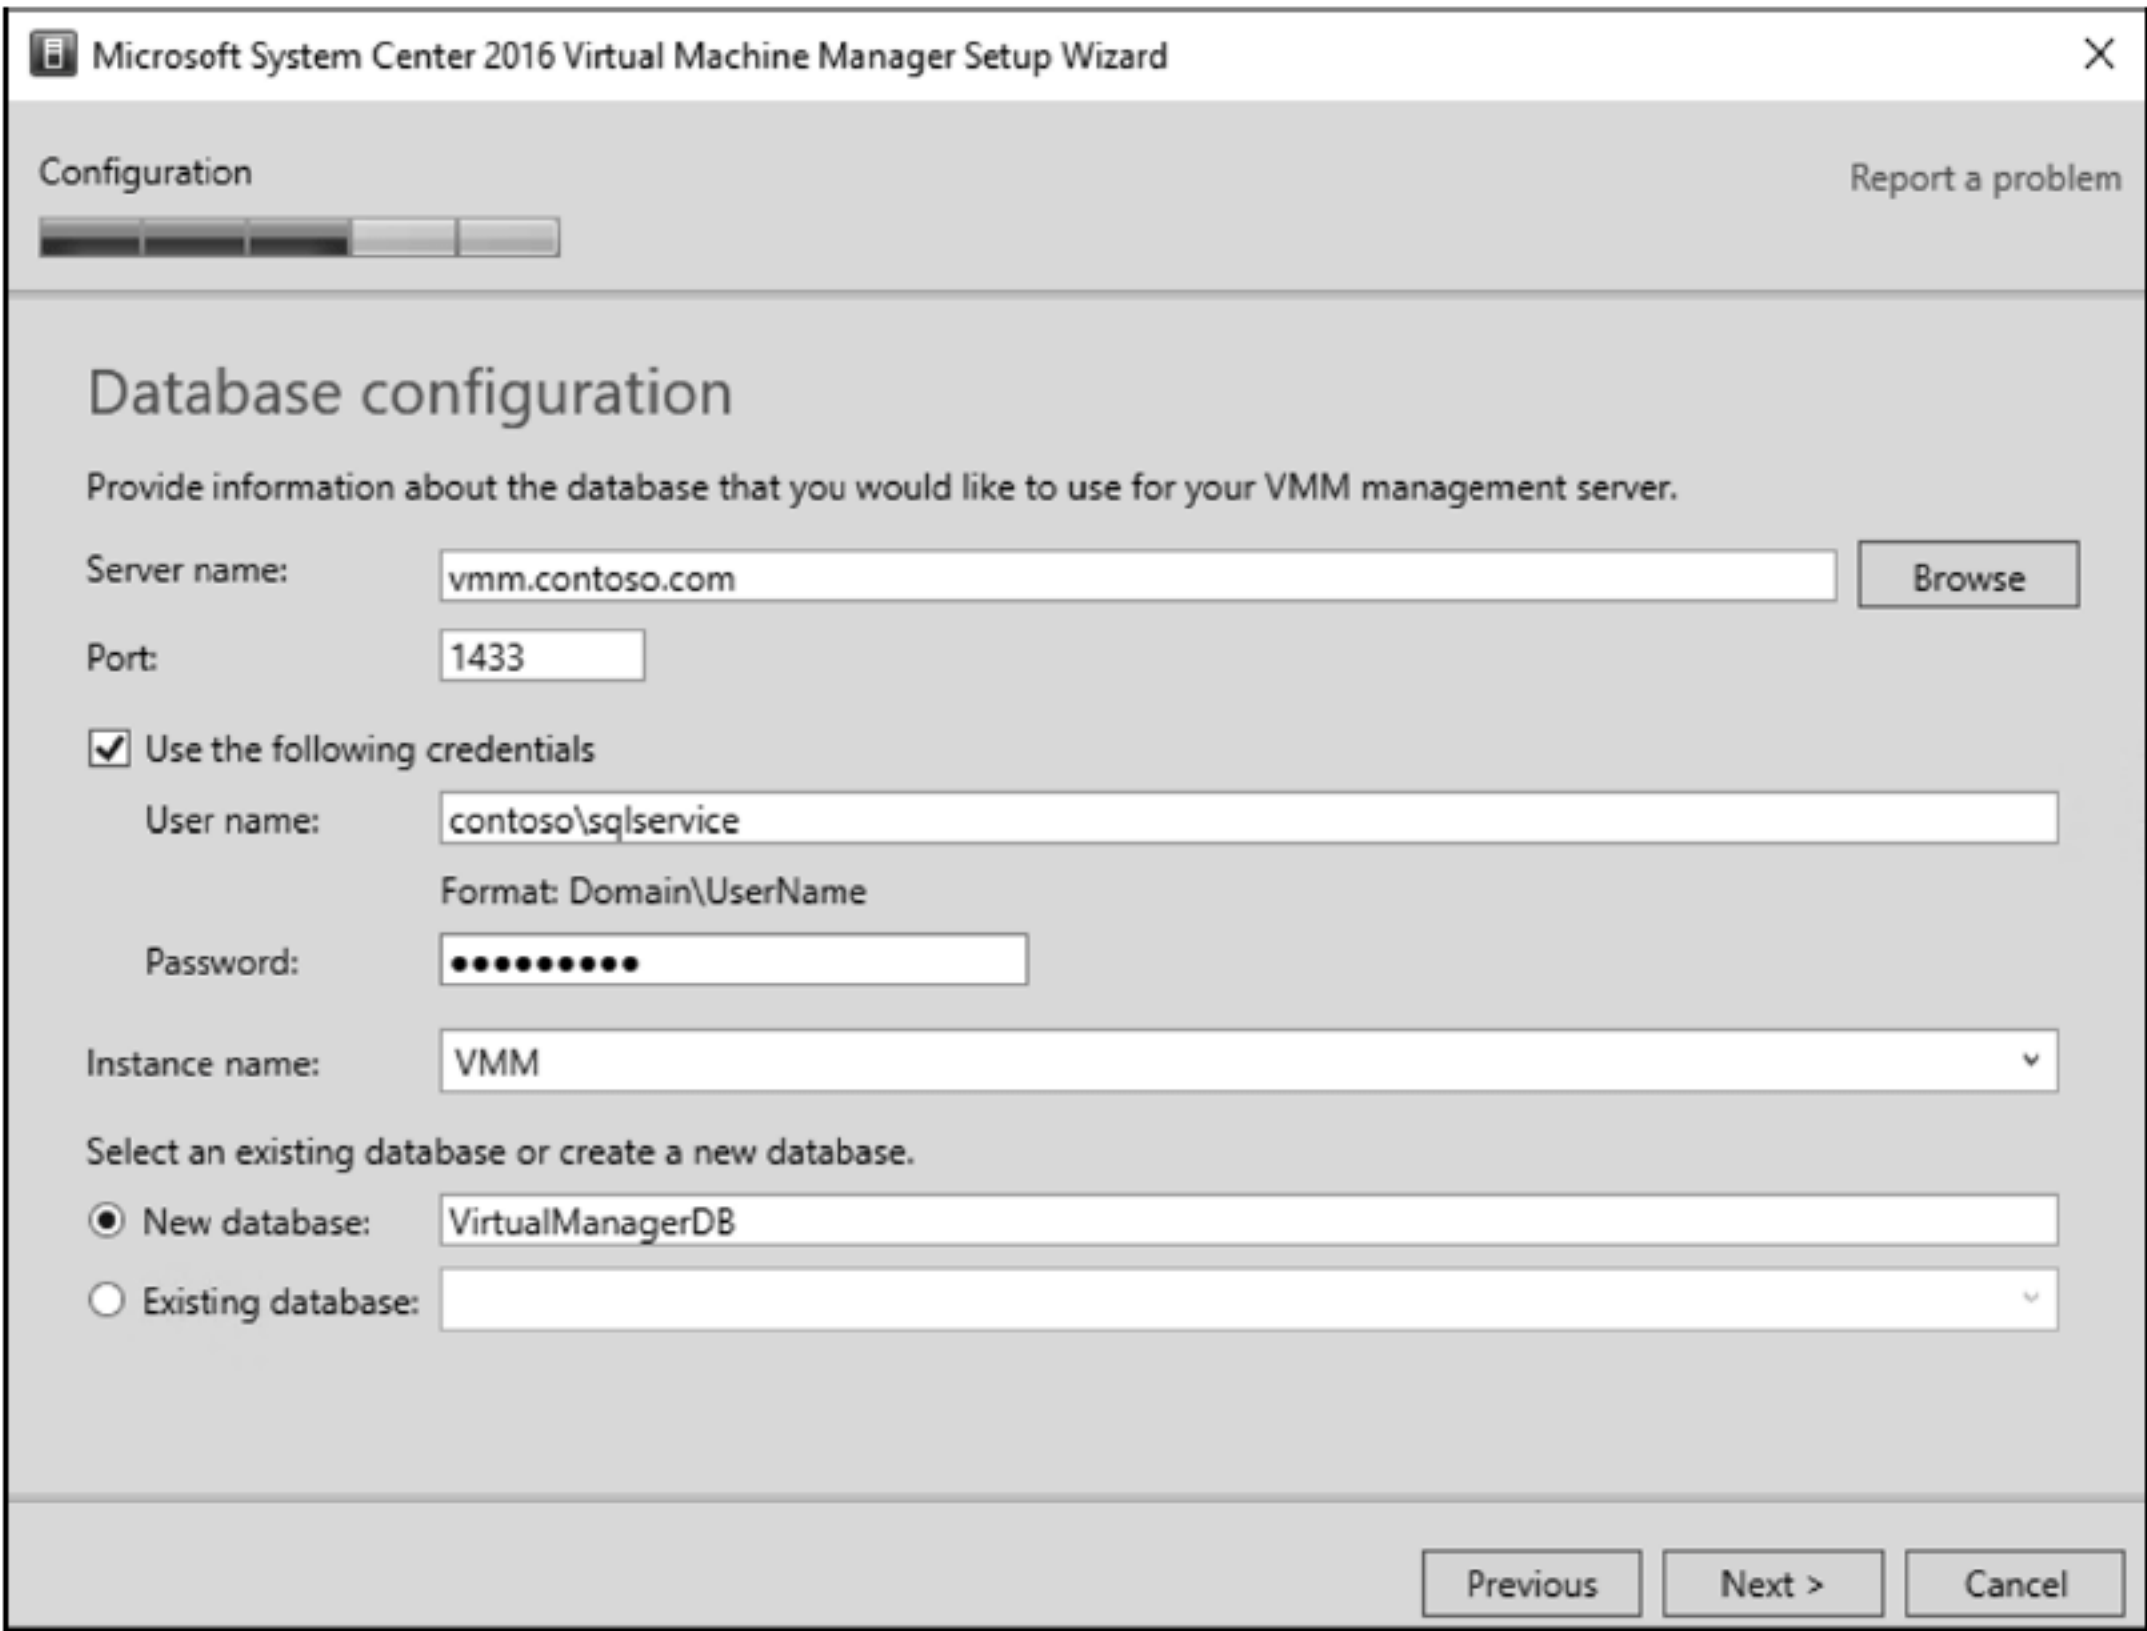 Microsoft System Center 2016 Virtual Machine Manager Setup Wizard
Configuration
Report a problem
Database configuration
Provide information about the database that you would like to use for your VMM management server.
Server name: vmm.contoso.com Browse
Port: 1433
Use the following credentials
User name: contoso\sqlservice
Format: Domain\UserName
Password: ●●●●●●●●●
Instance name: VMM
Select an existing database or create a new database.
New database: VirtualManagerDB
Existing database:
Previous Next > Cancel